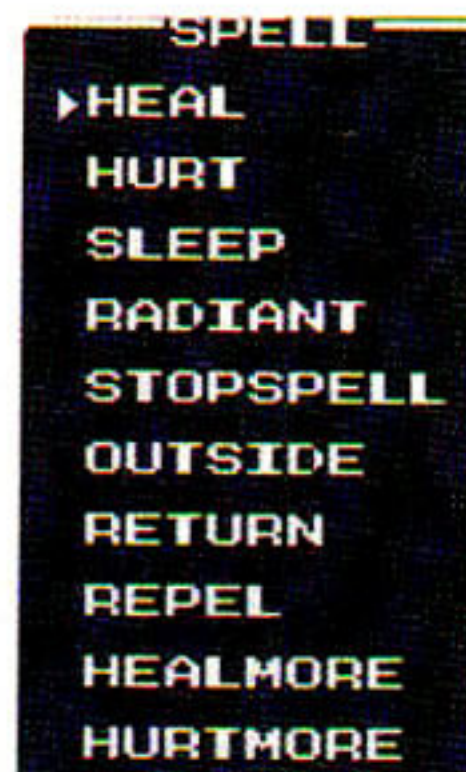 SPELL
HEAL
HURT
SLEEP
RADIANT
STOPSPELL
OUTSIDE
RETURN
REPEL
HEALMORE
HURTMORE